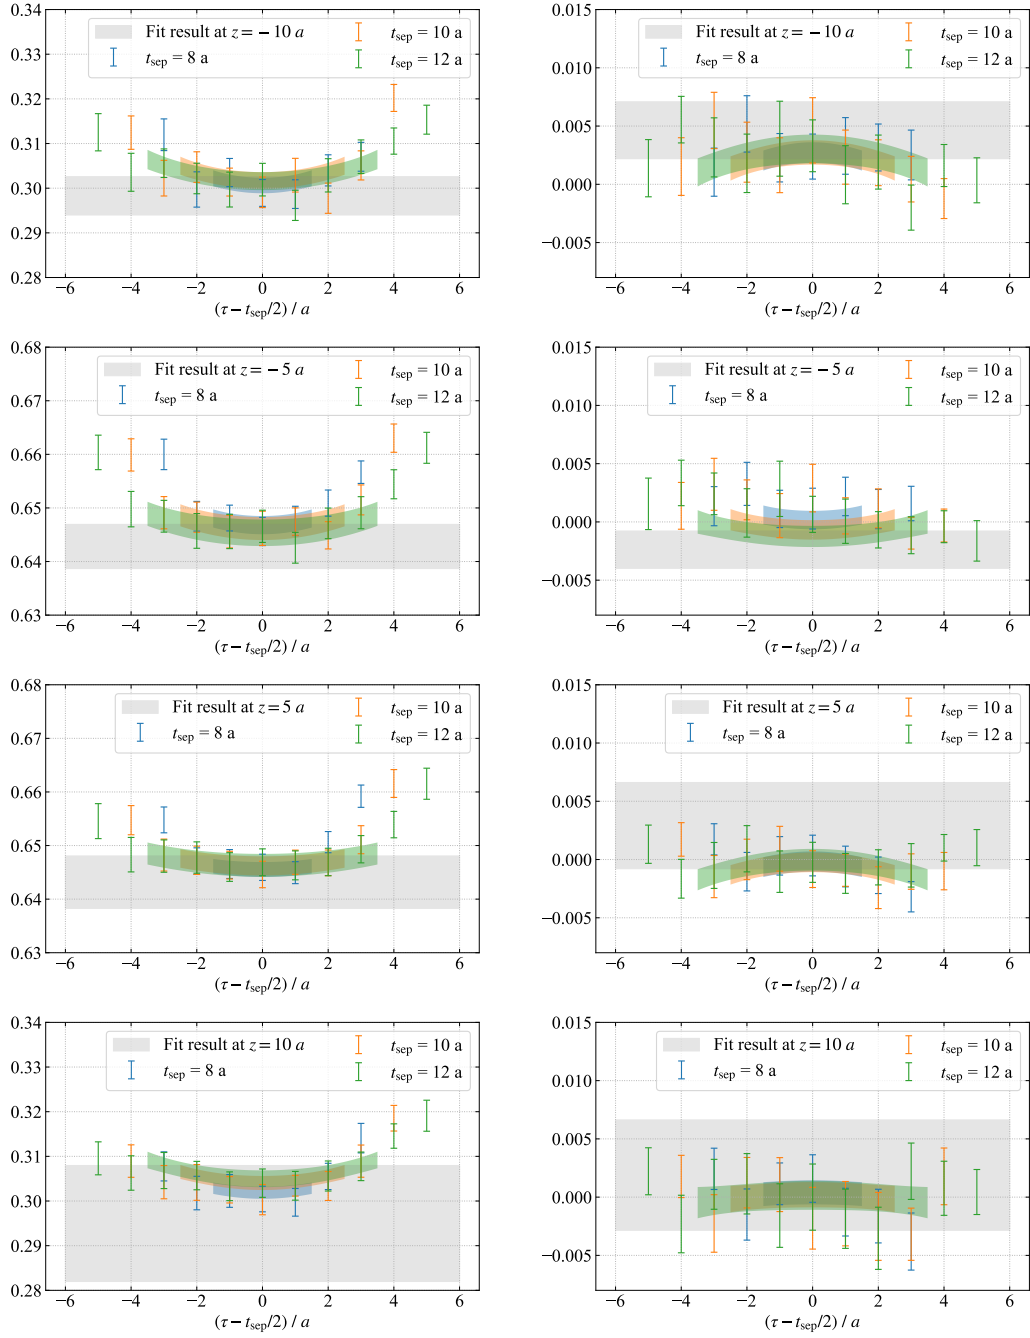 0.34
0.33
0.32
0.31
0.30
0.29
0.28
Fit result at z = −10 a
t_sep = 8 a
t_sep = 10 a
t_sep = 12 a
−6 −4 −2 0 2 4 6
(τ − t_sep/2) / a
0.015
0.010
0.005
0.000
−0.005
Fit result at z = −10 a
t_sep = 8 a
t_sep = 10 a
t_sep = 12 a
−6 −4 −2 0 2 4 6
(τ − t_sep/2) / a
0.68
0.67
0.66
0.65
0.64
0.63
Fit result at z = −5 a
t_sep = 8 a
t_sep = 10 a
t_sep = 12 a
−6 −4 −2 0 2 4 6
(τ − t_sep/2) / a
0.015
0.010
0.005
0.000
−0.005
Fit result at z = −5 a
t_sep = 8 a
t_sep = 10 a
t_sep = 12 a
−6 −4 −2 0 2 4 6
(τ − t_sep/2) / a
0.68
0.67
0.66
0.65
0.64
0.63
Fit result at z = 5 a
t_sep = 8 a
t_sep = 10 a
t_sep = 12 a
−6 −4 −2 0 2 4 6
(τ − t_sep/2) / a
0.015
0.010
0.005
0.000
−0.005
Fit result at z = 5 a
t_sep = 8 a
t_sep = 10 a
t_sep = 12 a
−6 −4 −2 0 2 4 6
(τ − t_sep/2) / a
0.34
0.33
0.32
0.31
0.30
0.29
0.28
Fit result at z = 10 a
t_sep = 8 a
t_sep = 10 a
t_sep = 12 a
−6 −4 −2 0 2 4 6
(τ − t_sep/2) / a
0.015
0.010
0.005
0.000
−0.005
Fit result at z = 10 a
t_sep = 8 a
t_sep = 10 a
t_sep = 12 a
−6 −4 −2 0 2 4 6
(τ − t_sep/2) / a